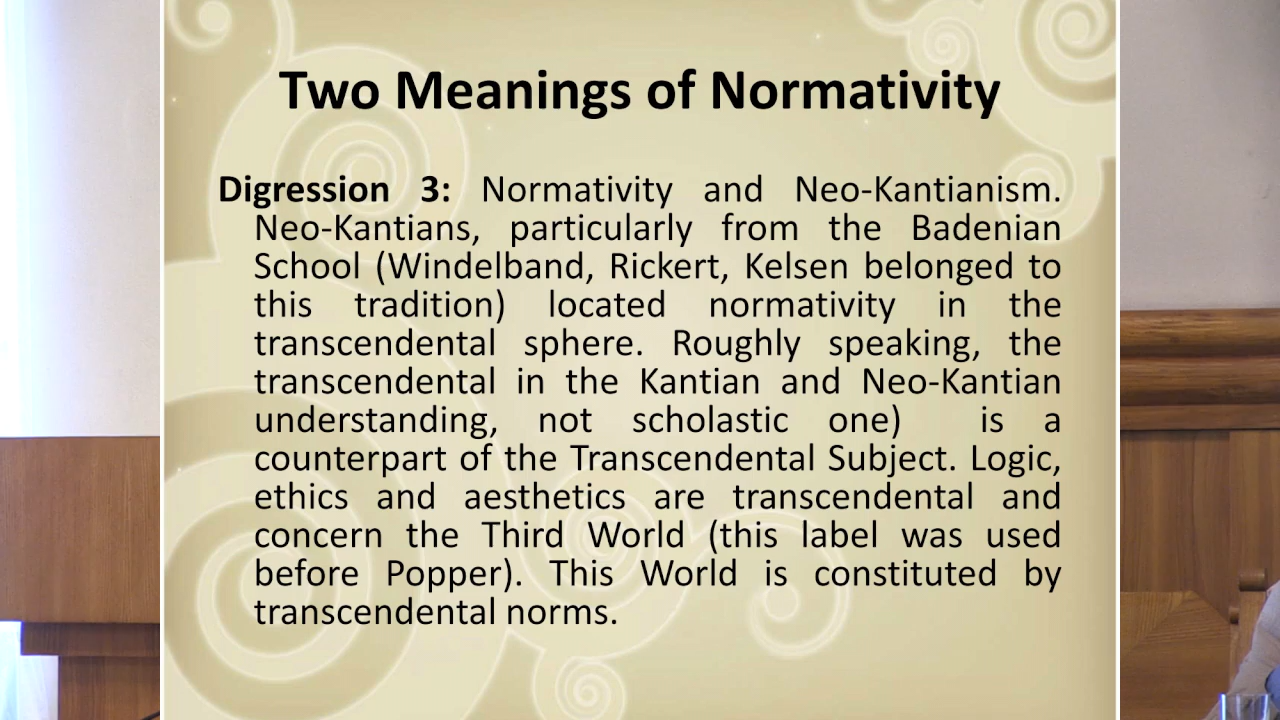 Two Meanings of Normativity
Digression 3: Normativity and Neo-Kantianism.
Neo-Kantians, particularly from the Badenian
School (Windelband, Rickert, Kelsen belonged to
this tradition) located normativity in the
transcendental sphere. Roughly speaking, the
transcendental in the Kantian and Neo-Kantian
understanding, not scholastic one) is a
counterpart of the Transcendental Subject. Logic,
ethics and aesthetics are transcendental and
concern the Third World (this label was used
before Popper). This World is constituted by
transcendental norms.